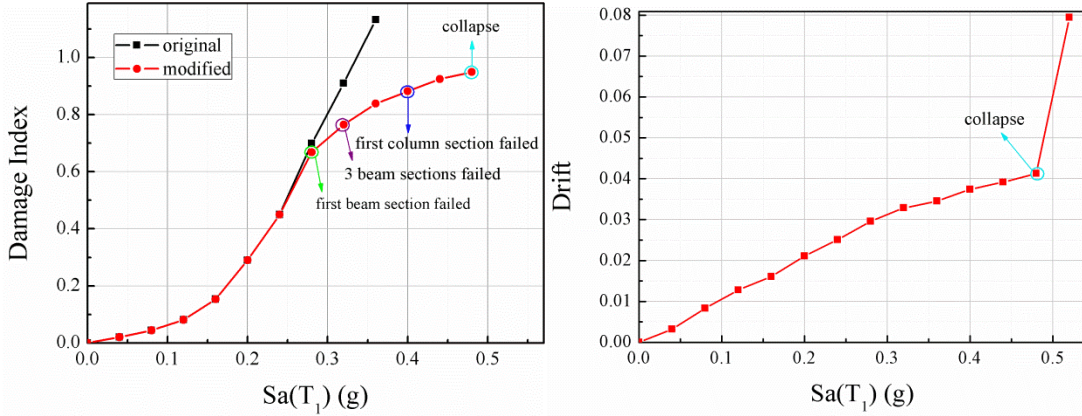 original
modified
collapse
first column section failed
3 beam sections failed
first beam section failed
Damage Index
1.0
0.8
0.6
0.4
0.2
0.0
0.0 0.1 0.2 0.3 0.4 0.5
Sa(T1) (g)
collapse
Drift
0.08
0.07
0.06
0.05
0.04
0.03
0.02
0.01
0.00
0.0 0.1 0.2 0.3 0.4 0.5
Sa(T1) (g)